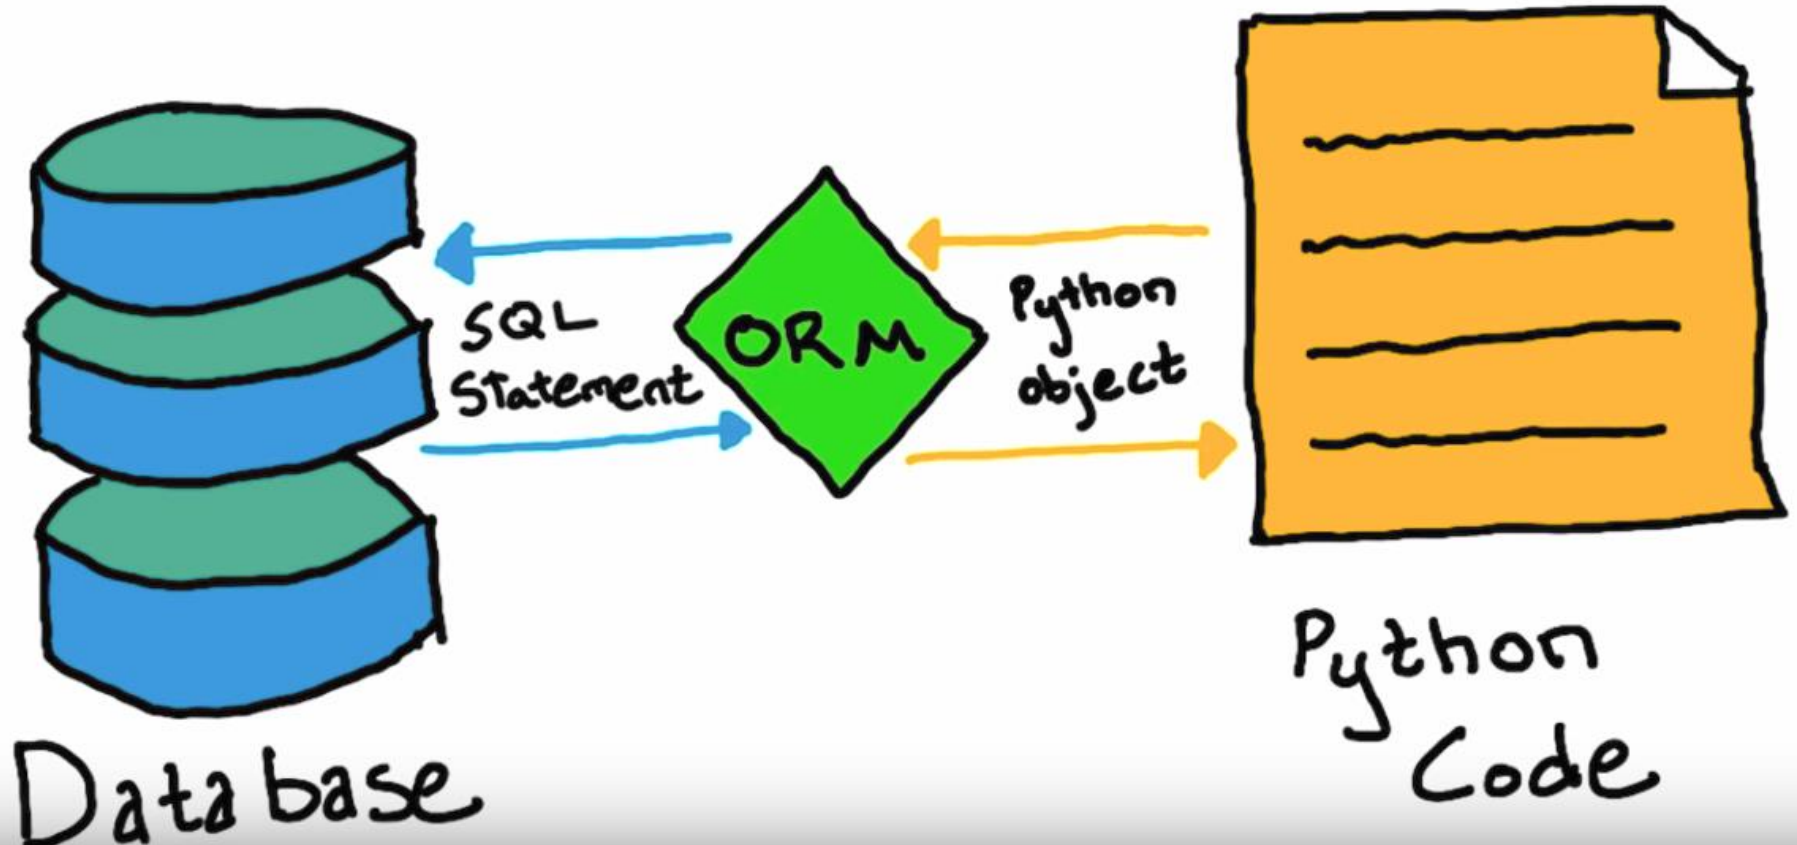 SQL
Statement
ORM
Python
object
Database
Python
Code